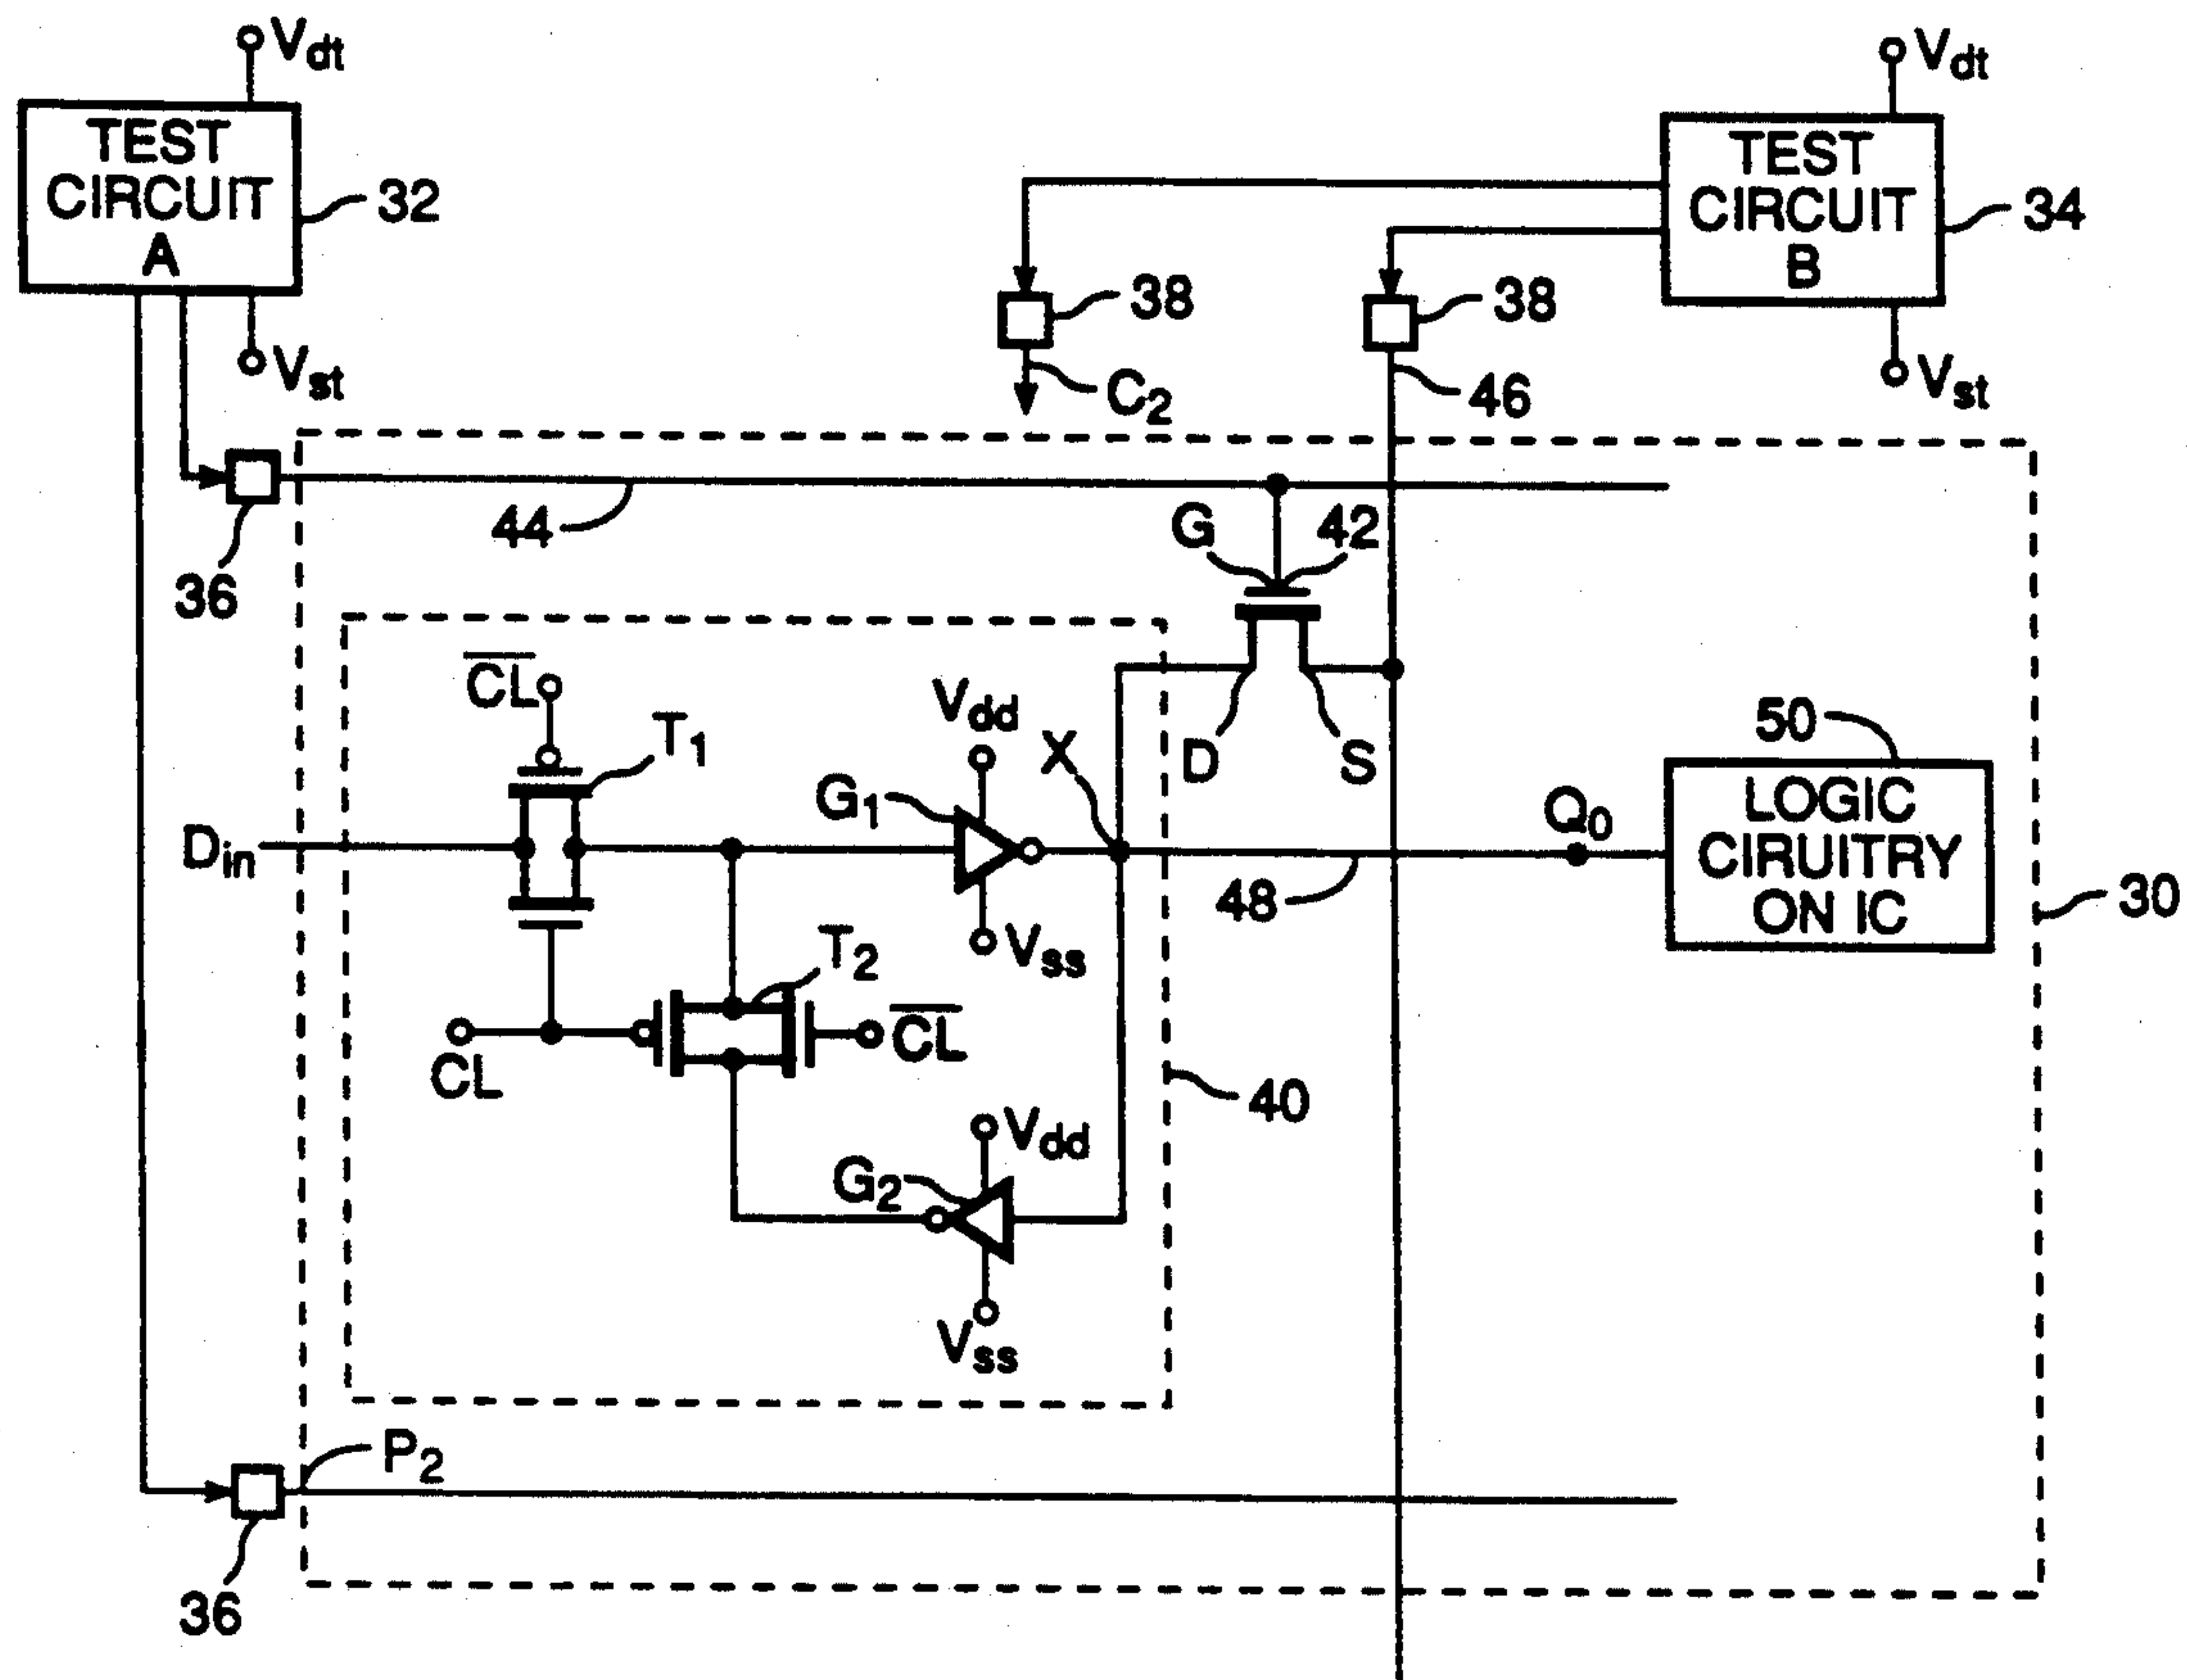 Vdt
Vdt
TEST
CIRCUIT
A
32
TEST
CIRCUIT
B
34
38
38
Vst
C2
46
Vst
44
G
42
36
CL
T1
Vdd
X
D
S
50
G1
Q0
LOGIC
CIRUITRY
ON IC
Din
48
30
T2
Vss
CL
CL
40
Vdd
G2
Vss
P2
36